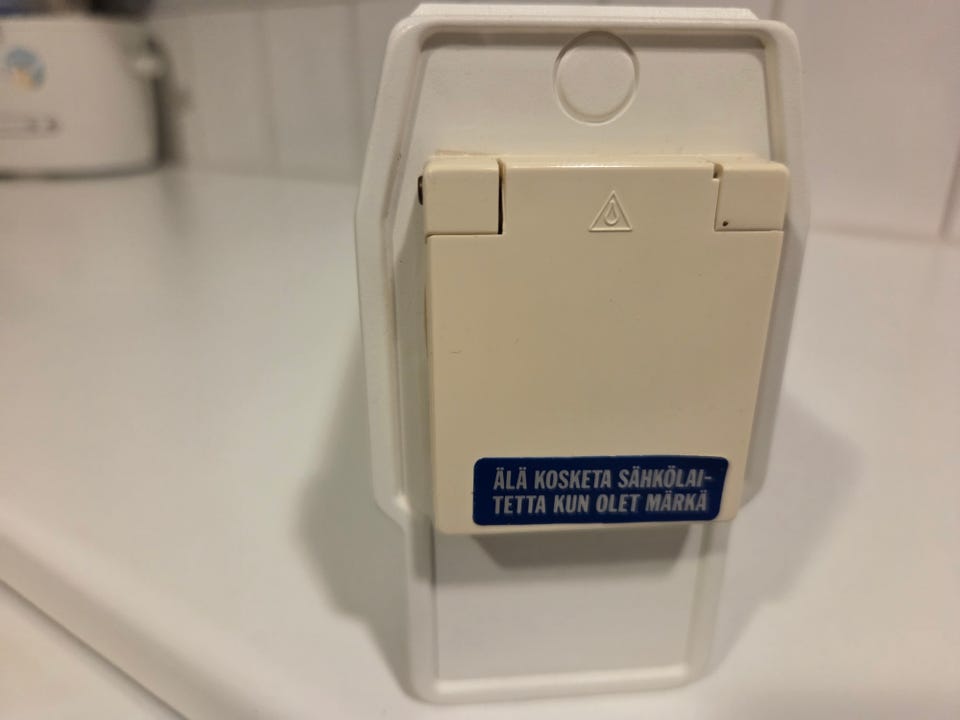 ÄLÄ KOSKETA SÄHKÖLAI-
TETTA KUN OLET MÄRKÄ